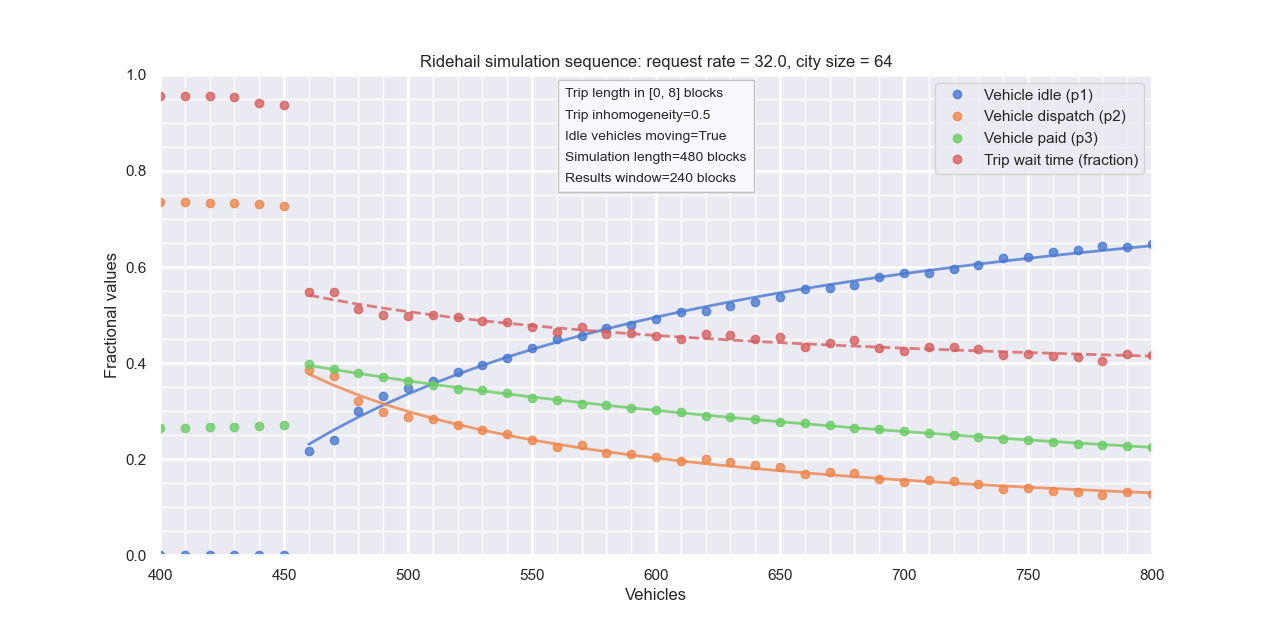 Ridehail simulation sequence: request rate = 32.0, city size = 64
1.0
0.8
0.6
0.4
0.2
0.0
Fractional values
Trip length in [0, 8] blocks
Trip inhomogeneity=0.5
Idle vehicles moving=True
Simulation length=480 blocks
Results window=240 blocks
Vehicle idle (p1)
Vehicle dispatch (p2)
Vehicle paid (p3)
Trip wait time (fraction)
400 450 500 550 600 650 700 750 800
Vehicles